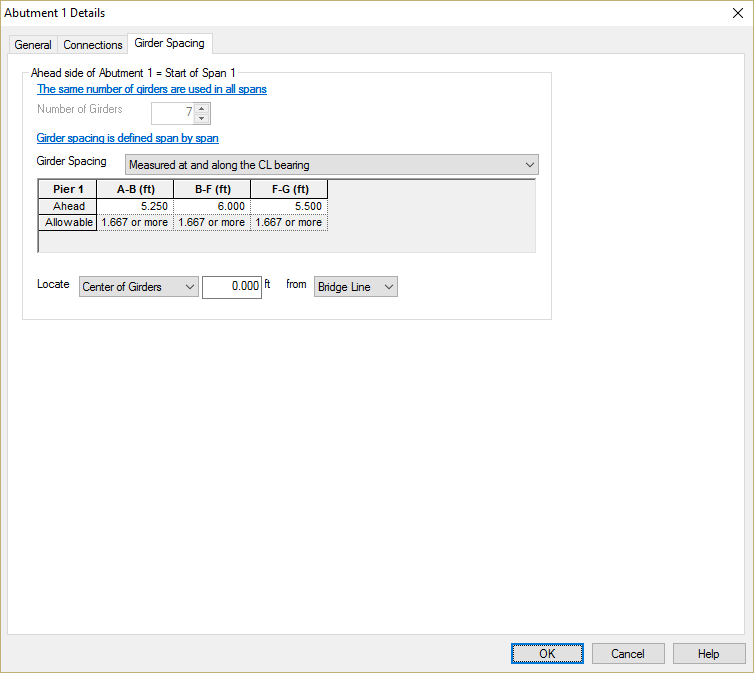 Abutment 1 Details
General Connections Girder Spacing
Ahead side of Abutment 1 = Start of Span 1
The same number of girders are used in all spans
Number of Girders 7
Girder spacing is defined span by span
Girder Spacing Measured at and along the CL bearing
Pier 1 A-B (ft) B-F (ft) F-G (ft)
Ahead 5.250 6.000 5.500
Allowable 1.667 or more 1.667 or more 1.667 or more
Locate Center of Girders 0.000 ft from Bridge Line
OK Cancel Help